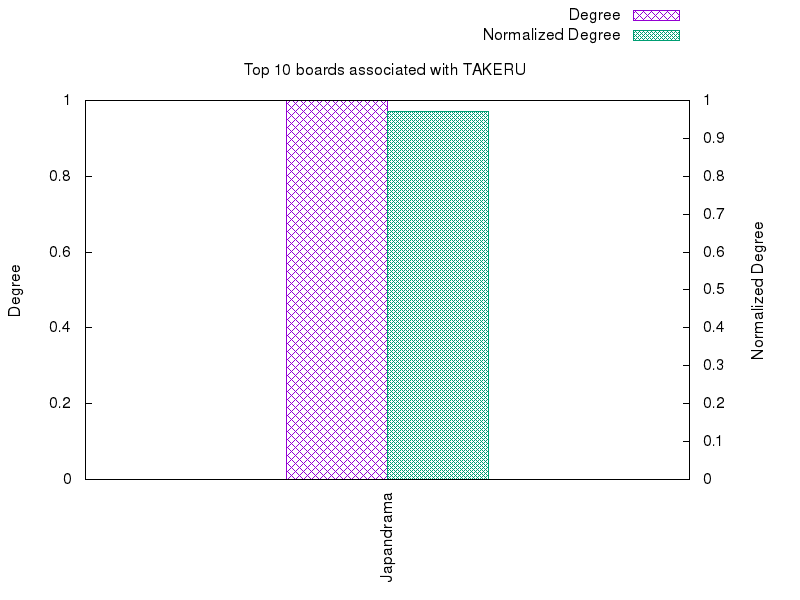 Degree
Normalized Degree
Top 10 boards associated with TAKERU
1
0.8
0.6
0.4
0.2
0
1
0.9
0.8
0.7
0.6
0.5
0.4
0.3
0.2
0.1
0
Degree
Normalized Degree
Japandrama